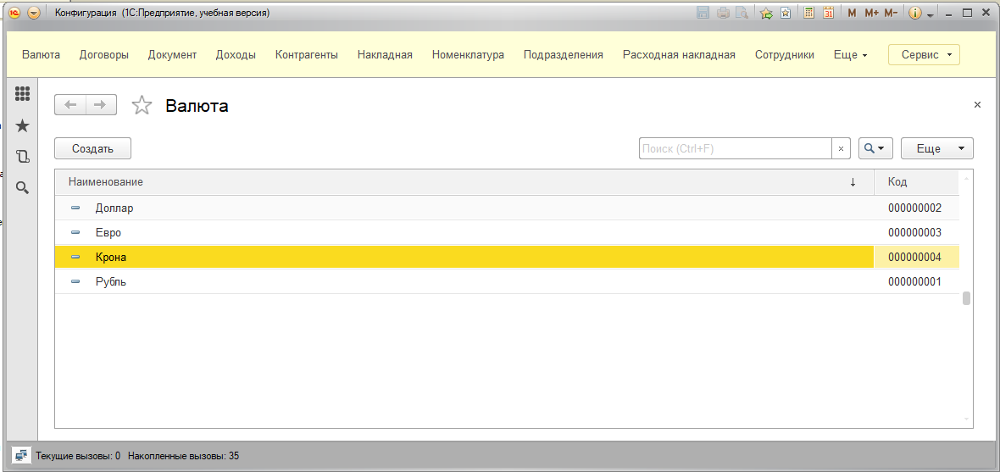 Конфигурация (1С:Предприятие, учебная версия) 31 M M+ M-
Валюта Договоры Документ Доходы Контрагенты Накладная Номенклатура Подразделения Расходная накладная Сотрудники Еще Сервис
Валюта
Создать Поиск (Ctrl+F) Еще
Наименование Код
Доллар 000000002
Евро 000000003
Крона 000000004
Рубль 000000001
Текущие вызовы: 0 Накопленные вызовы: 35